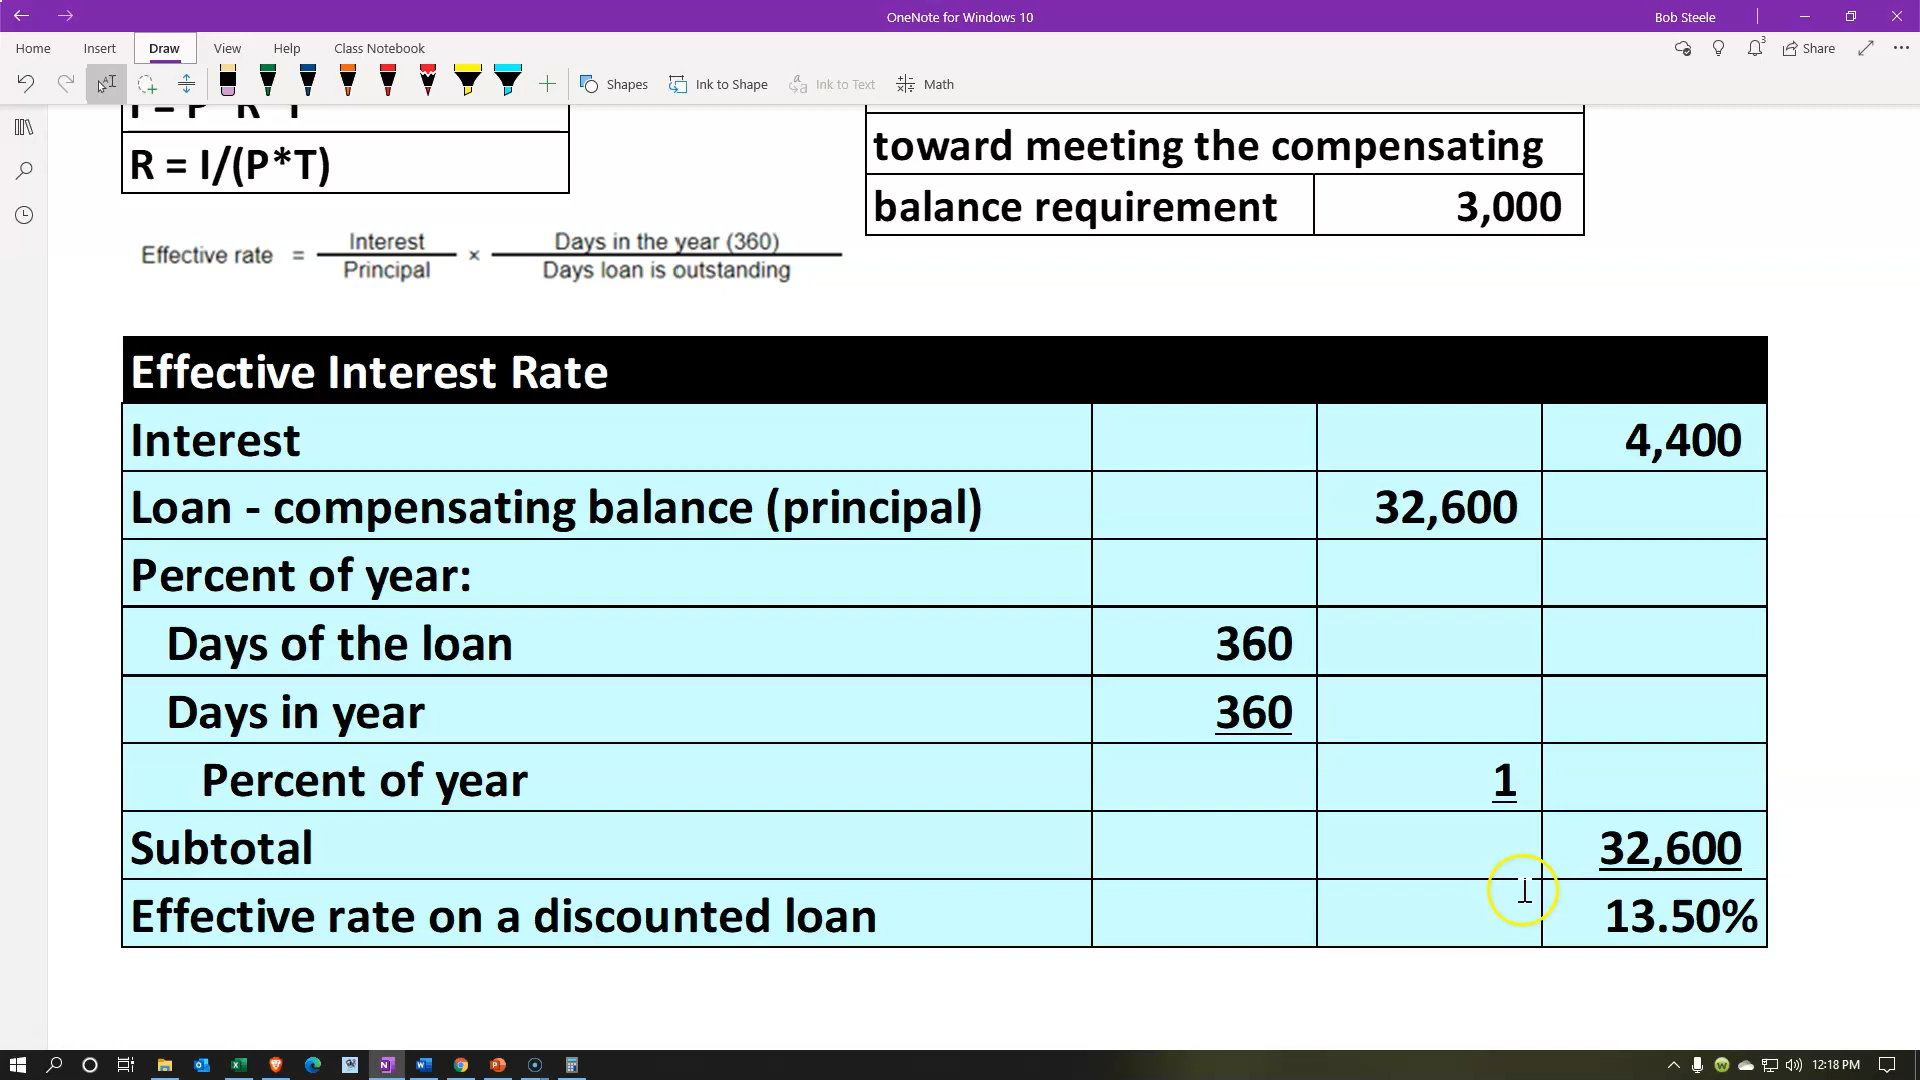 OneNote for Windows 10
Bob Steele
Home Insert Draw View Help Class Notebook
3
Share
Shapes Ink to Shape Ink to Text Math
I = P*R*T
R = I/(P*T)
toward meeting the compensating
balance requirement 3,000
Effective rate = Interest / Principal × Days in the year (360) / Days loan is outstanding
Effective Interest Rate
Interest 4,400
Loan - compensating balance (principal) 32,600
Percent of year:
Days of the loan 360
Days in year 360
Percent of year 1
Subtotal 32,600
Effective rate on a discounted loan 13.50%
12:18 PM